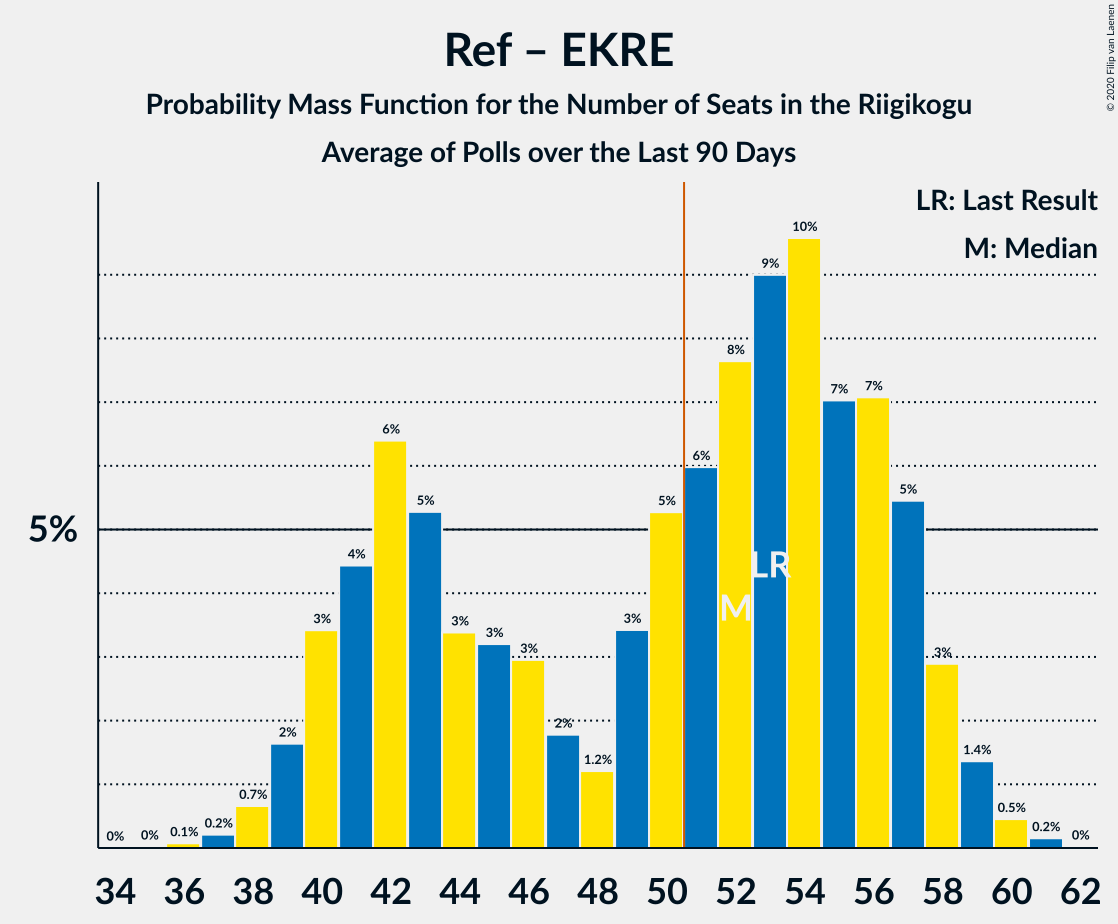 Ref – EKRE
Probability Mass Function for the Number of Seats in the Riigikogu
Average of Polls over the Last 90 Days
© 2020 Filip van Laenen
LR: Last Result
M: Median
5%
0% 0% 0.1% 0.2% 0.7% 2% 3% 4% 6% 5% 3% 3% 3% 2% 1.2% 3% 5% 6% 8% 9% 10% 7% 7% 5% 3% 1.4% 0.5% 0.2% 0%
LR
M
34 36 38 40 42 44 46 48 50 52 54 56 58 60 62